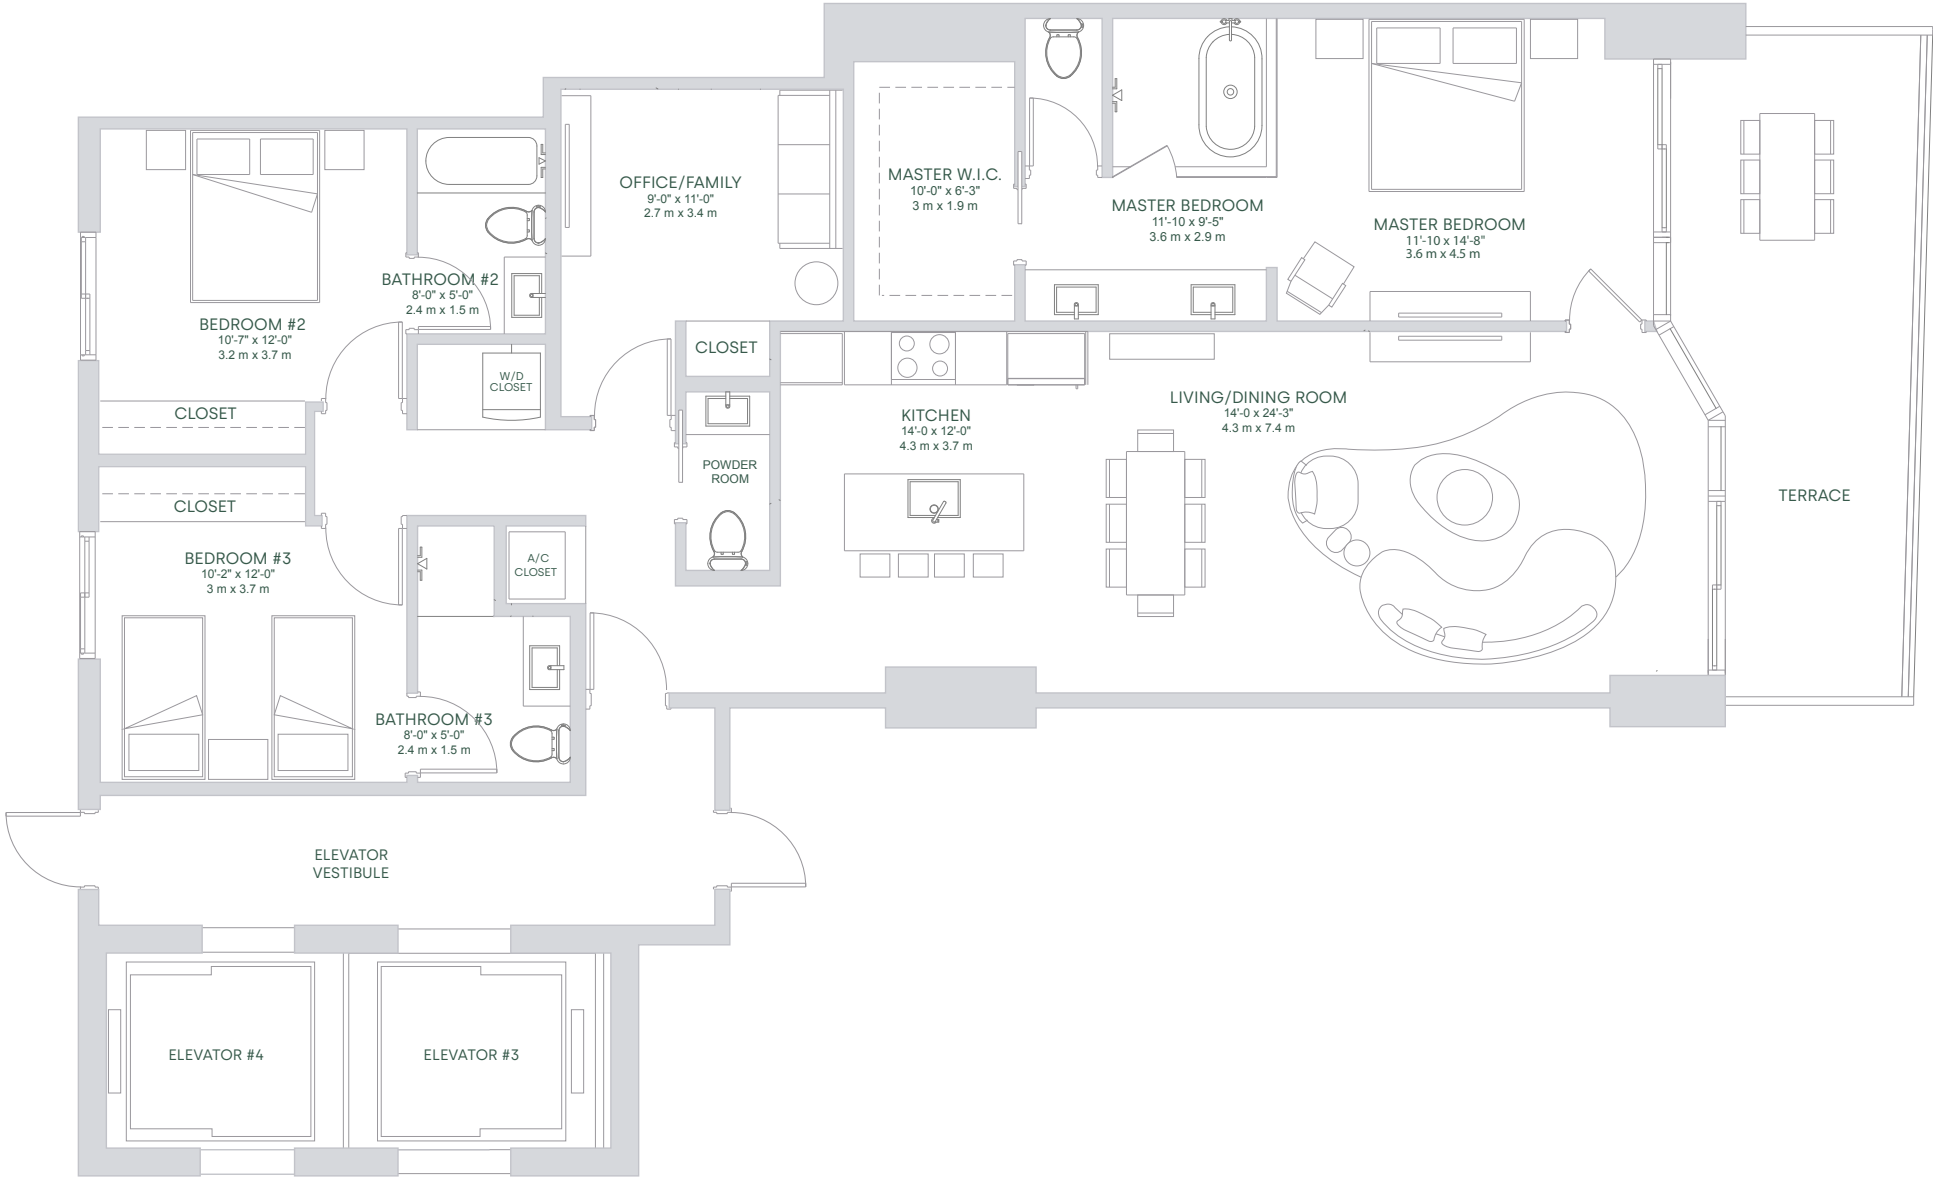 MASTER W.I.C.
10'-0" x 6'-3"
3 m x 1.9 m
OFFICE/FAMILY
9'-0" x 11'-0"
2.7 m x 3.4 m
MASTER BEDROOM
11'-10 x 9'-5"
3.6 m x 2.9 m
MASTER BEDROOM
11'-10 x 14'-8"
3.6 m x 4.5 m
BATHROOM #2
8'-0" x 5'-0"
2.4 m x 1.5 m
BEDROOM #2
10'-7" x 12'-0"
3.2 m x 3.7 m
CLOSET
W/D
CLOSET
CLOSET
LIVING/DINING ROOM
14'-0 x 24'-3"
4.3 m x 7.4 m
KITCHEN
14'-0 x 12'-0"
4.3 m x 3.7 m
POWDER
ROOM
TERRACE
CLOSET
BEDROOM #3
10'-2" x 12'-0"
3 m x 3.7 m
A/C
CLOSET
BATHROOM #3
8'-0" x 5'-0"
2.4 m x 1.5 m
ELEVATOR
VESTIBULE
ELEVATOR #4
ELEVATOR #3